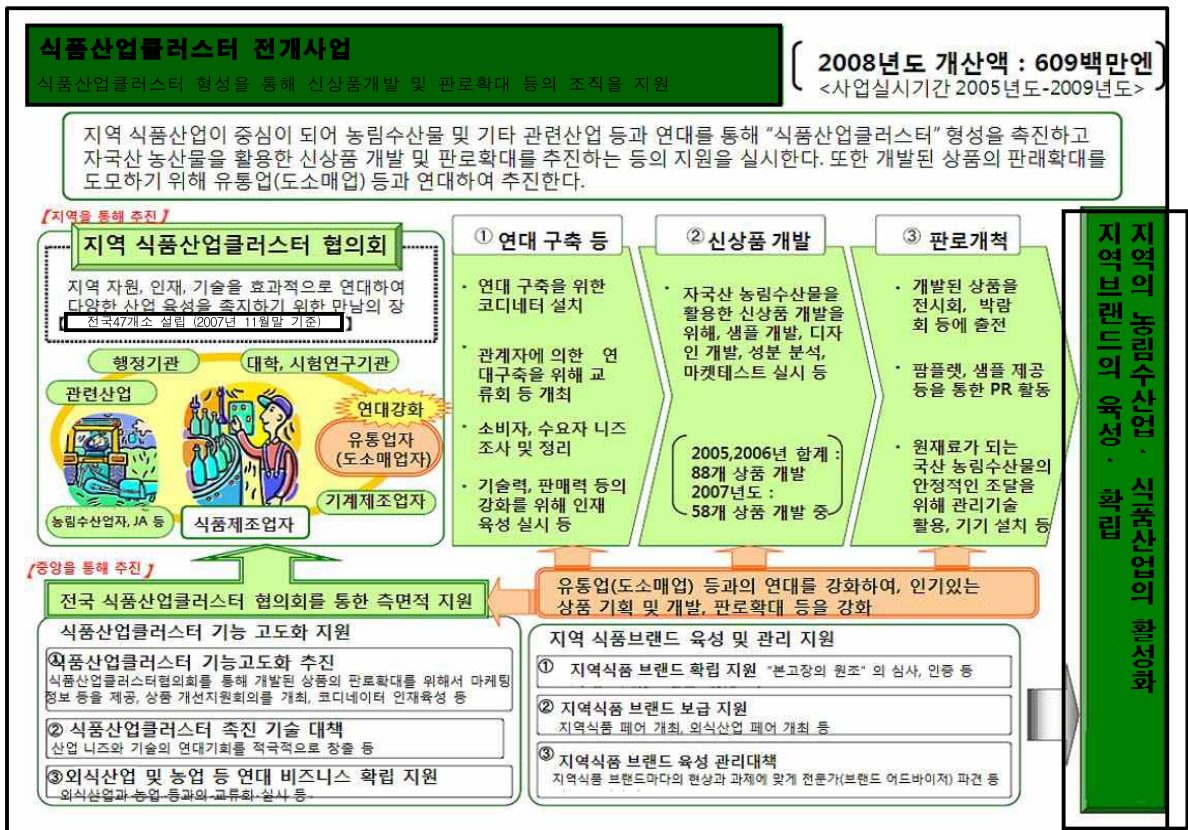 식품산업클러스터 전개사업
식품산업클러스터 형성을 통해 신상품개발 및 판로확대 등의 조직을 지원
2008년도 개산액 : 609백만엔
<사업실시기간 2005년도-2009년도>
지역 식품산업이 중심이 되어 농림수산물 및 기타 관련산업 등과 연대를 통해 “식품산업클러스터” 형성을 촉진하고
자국산 농산물을 활용한 신상품 개발 및 판로확대를 추진하는 등의 지원을 실시한다. 또한 개발된 상품의 판래확대를
도모하기 위해 유통업(도소매업) 등과 연대하여 추진한다.
【지역을 통해 추진】
지역 식품산업클러스터 협의회
지역 자원, 인재, 기술을 효과적으로 연대하여
다양한 산업 육성을 촉지하기 위한 만남의 장
【전국47개소 설립 (2007년 11월말 기준)】
행정기관
대학, 시험연구기관
관련산업
연대강화
유통업자
(도소매업자)
기계제조업자
농림수산업자, JA 등
식품제조업자
① 연대 구축 등
· 연대 구축을 위한
코디네터 설치
· 관계자에 의한 연
대구축을 위해 교
류회 등 개최
· 소비자, 수요자 니즈
조사 및 정리
· 기술력, 판매력 등의
강화를 위해 인재
육성 실시 등
② 신상품 개발
· 자국산 농림수산물을
활용한 신상품 개발을
위해, 샘플 개발, 디자
인 개발, 성분 분석,
마켓테스트 실시 등
2005,2006년 합계 :
88개 상품 개발
2007년도 :
58개 상품 개발 중
③ 판로개척
· 개발된 상품을
전시회, 박람
회 등에 출전
· 팜플렛, 샘플 제공
등을 통한 PR 활동
· 원재료가 되는
국산 농림수산물의
안정적인 조달을
위해 관리기술
활용, 기기 설치 등
지역의 농림수산업 · 식품산업의 활성화
지역브랜드의 육성 · 확립
【중앙을 통해 추진】
전국 식품산업클러스터 협의회를 통한 측면적 지원
유통업(도소매업) 등과의 연대를 강화하여, 인기있는
상품 기획 및 개발, 판로확대 등을 강화
식품산업클러스터 기능 고도화 지원
①식품산업클러스터 기능고도화 추진
식품산업클러스터협의회를 통해 개발된 상품의 판로확대를 위해서 마케팅
정보 등을 제공, 상품 개선지원회의를 개최, 코디네이터 인재육성 등
② 식품산업클러스터 촉진 기술 대책
산업 니즈와 기술의 연대기회를 적극적으로 창출 등
③외식산업 및 농업 등 연대 비즈니스 확립 지원
외식산업과 농업 등과의 교류회 실시 등
지역 식품브랜드 육성 및 관리 지원
① 지역식품 브랜드 확립 지원 "본고장의 원조" 의 심사, 인증 등
② 지역식품 브랜드 보급 지원
지역식품 페어 개최, 외식산업 페어 개최 등
③ 지역식품 브랜드 육성 관리대책
지역식품 브랜드마다의 현상과 과제에 맞게 전문가(브랜드 어드바이저) 파견 등